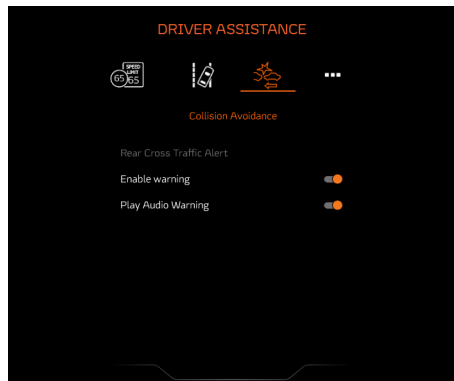 DRIVER ASSISTANCE
SPEED
LIMIT
65 65
Collision Avoidance
Rear Cross Traffic Alert
Enable warning
Play Audio Warning